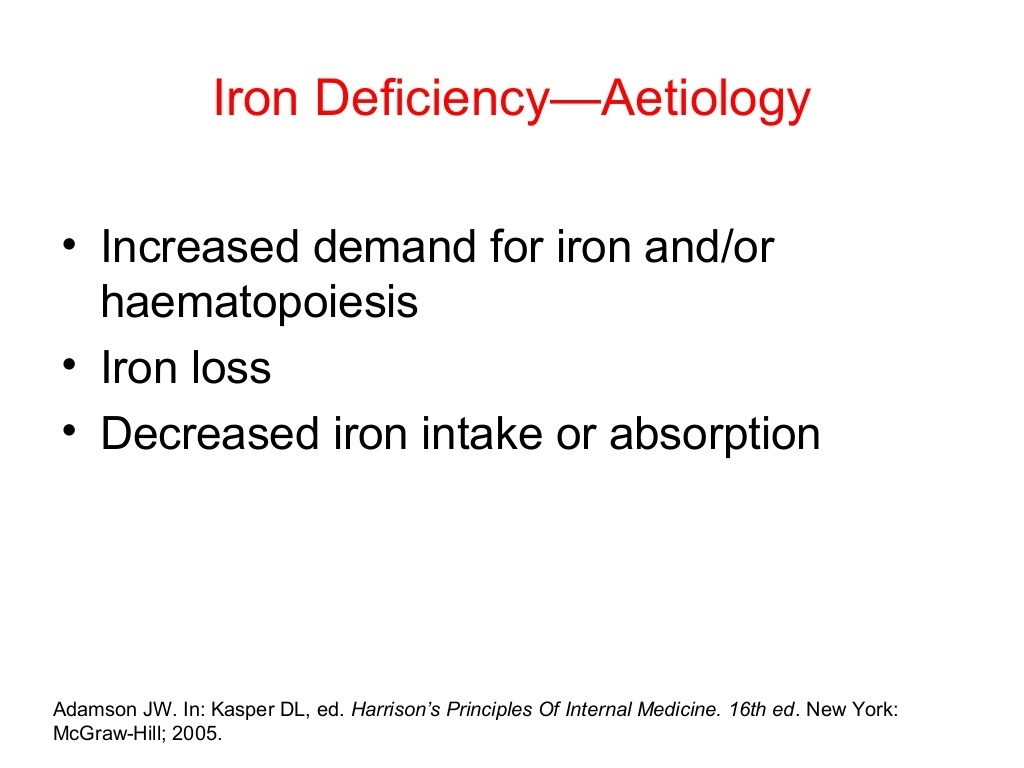 Iron Deficiency—Aetiology
• Increased demand for iron and/or
haematopoiesis
• Iron loss
• Decreased iron intake or absorption
Adamson JW. In: Kasper DL, ed. Harrison’s Principles Of Internal Medicine. 16th ed. New York:
McGraw-Hill; 2005.